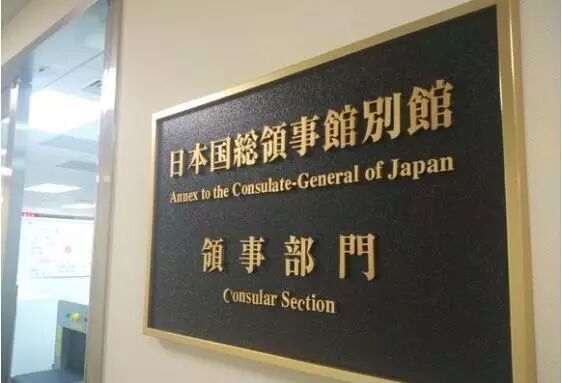 日本国総領事館別館
Annex to the Consulate-General of Japan
領事部門
Consular Section